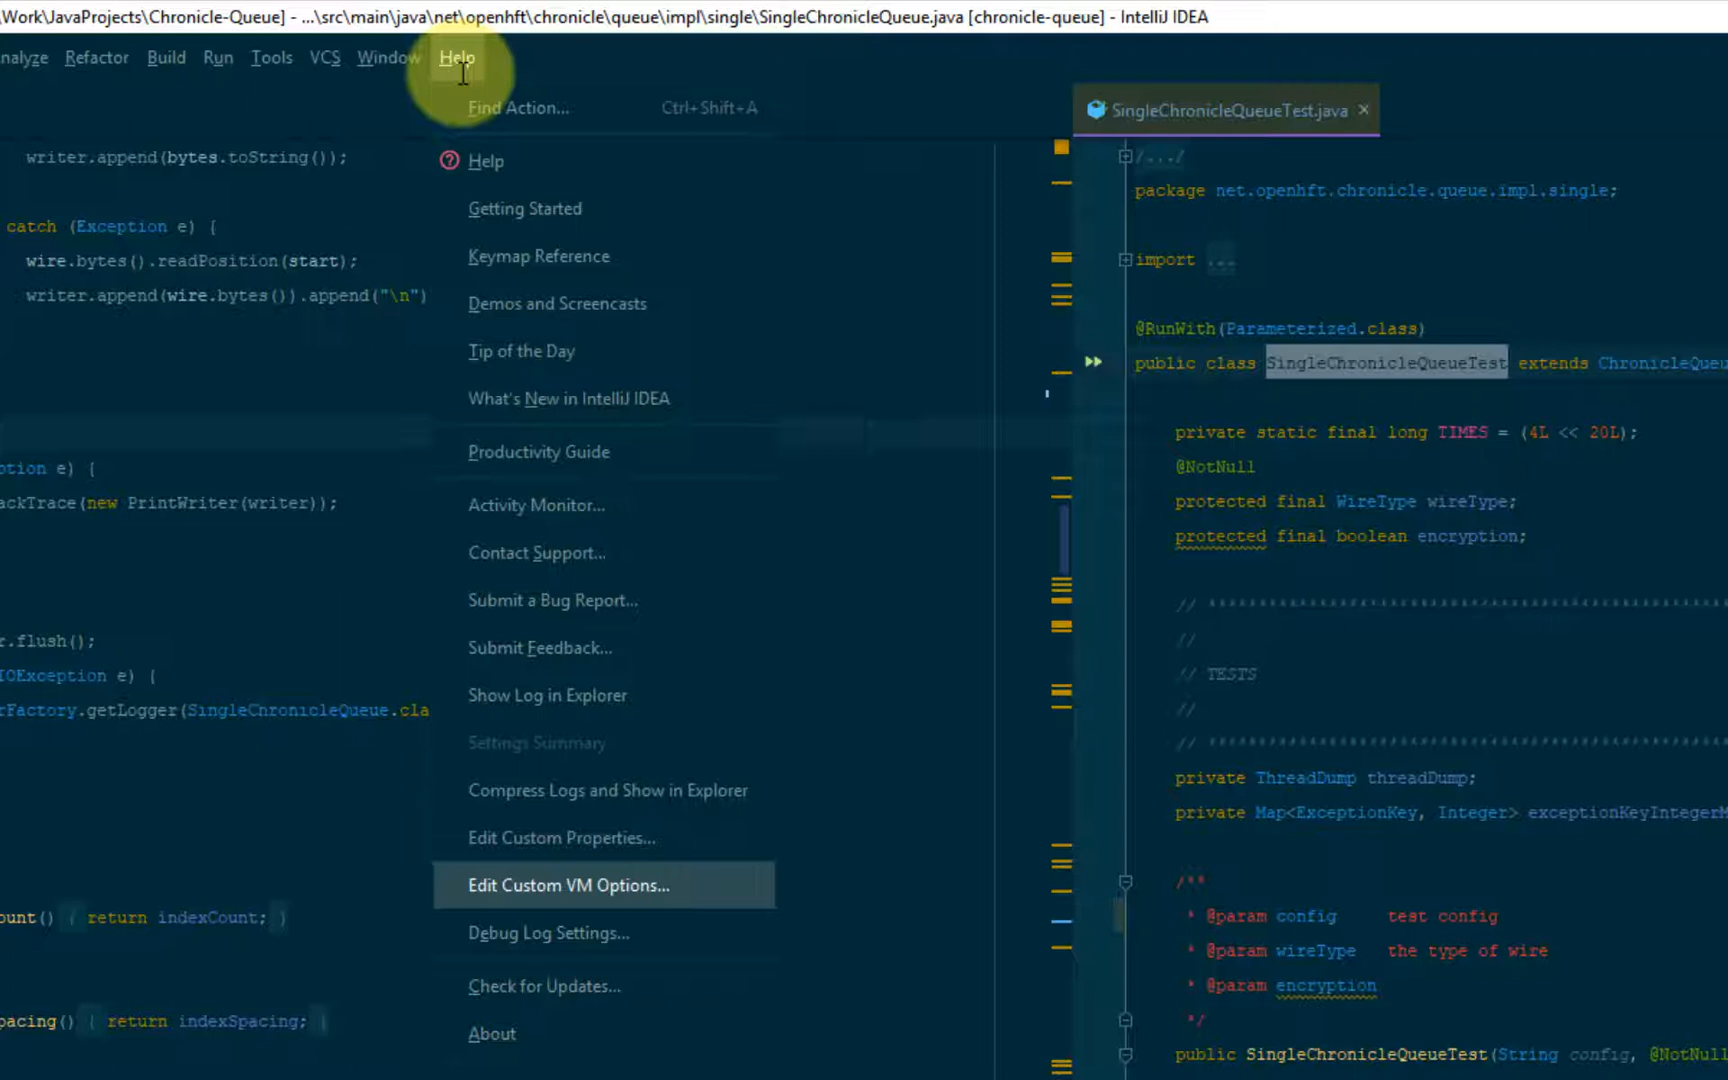 Work\JavaProjects\Chronicle-Queue] - ...\src\main\java\net\openhft\chronicle\queue\impl\single\SingleChronicleQueue.java [chronicle-queue] - IntelliJ IDEA
nalyze Refactor Build Run Tools VCS Window Help
Find Action... Ctrl+Shift+A
Help
Getting Started
Keymap Reference
Demos and Screencasts
Tip of the Day
What's New in IntelliJ IDEA
Productivity Guide
Activity Monitor...
Contact Support...
Submit a Bug Report...
Submit Feedback...
Show Log in Explorer
Settings Summary
Compress Logs and Show in Explorer
Edit Custom Properties...
Edit Custom VM Options...
Debug Log Settings...
Check for Updates...
About
writer.append(bytes.toString());
catch (Exception e) {
wire.bytes().readPosition(start);
writer.append(wire.bytes()).append("\n")
ption e) {
ackTrace(new PrintWriter(writer));
r.flush();
IOException e) {
rFactory.getLogger(SingleChronicleQueue.cla
ount() { return indexCount; }
pacing() { return indexSpacing; }
SingleChronicleQueueTest.java ×
/.../
package net.openhft.chronicle.queue.impl.single;
import ...
@RunWith(Parameterized.class)
public class SingleChronicleQueueTest extends ChronicleQueu
private static final long TIMES = (4L << 20L);
@NotNull
protected final WireType wireType;
protected final boolean encryption;
// ****************************************************
//
// TESTS
//
// ****************************************************
private ThreadDump threadDump;
private Map<ExceptionKey, Integer> exceptionKeyIntegerM
/**
* @param config test config
* @param wireType the type of wire
* @param encryption
*/
public SingleChronicleQueueTest(String config, @NotNull